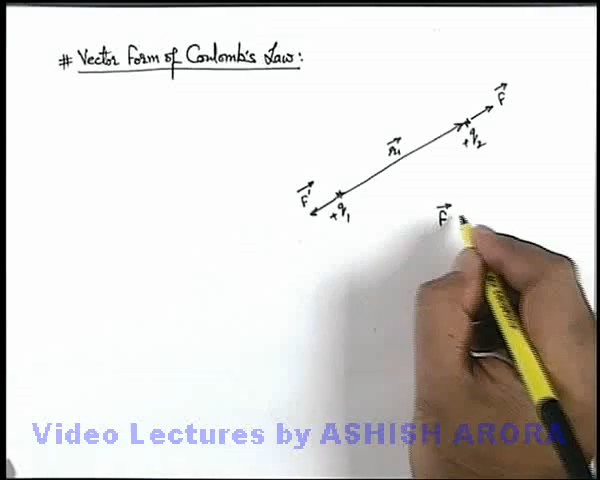 # Vector Form of Coulomb's Law:
F
+q2
r
F'
+q1
F
Video Lectures by ASHISH ARORA